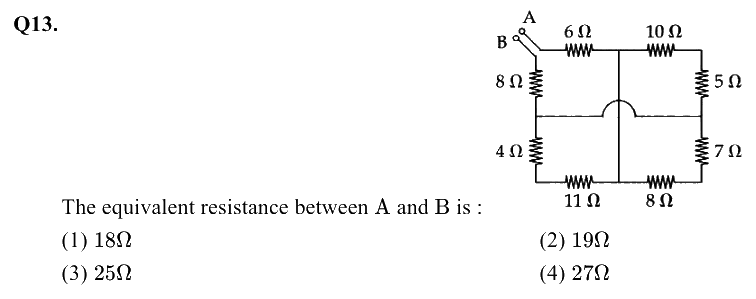 Q13.
A
B
6 Ω
10 Ω
8 Ω
5 Ω
4 Ω
7 Ω
11 Ω
8 Ω
The equivalent resistance between A and B is :
(1) 18Ω
(2) 19Ω
(3) 25Ω
(4) 27Ω